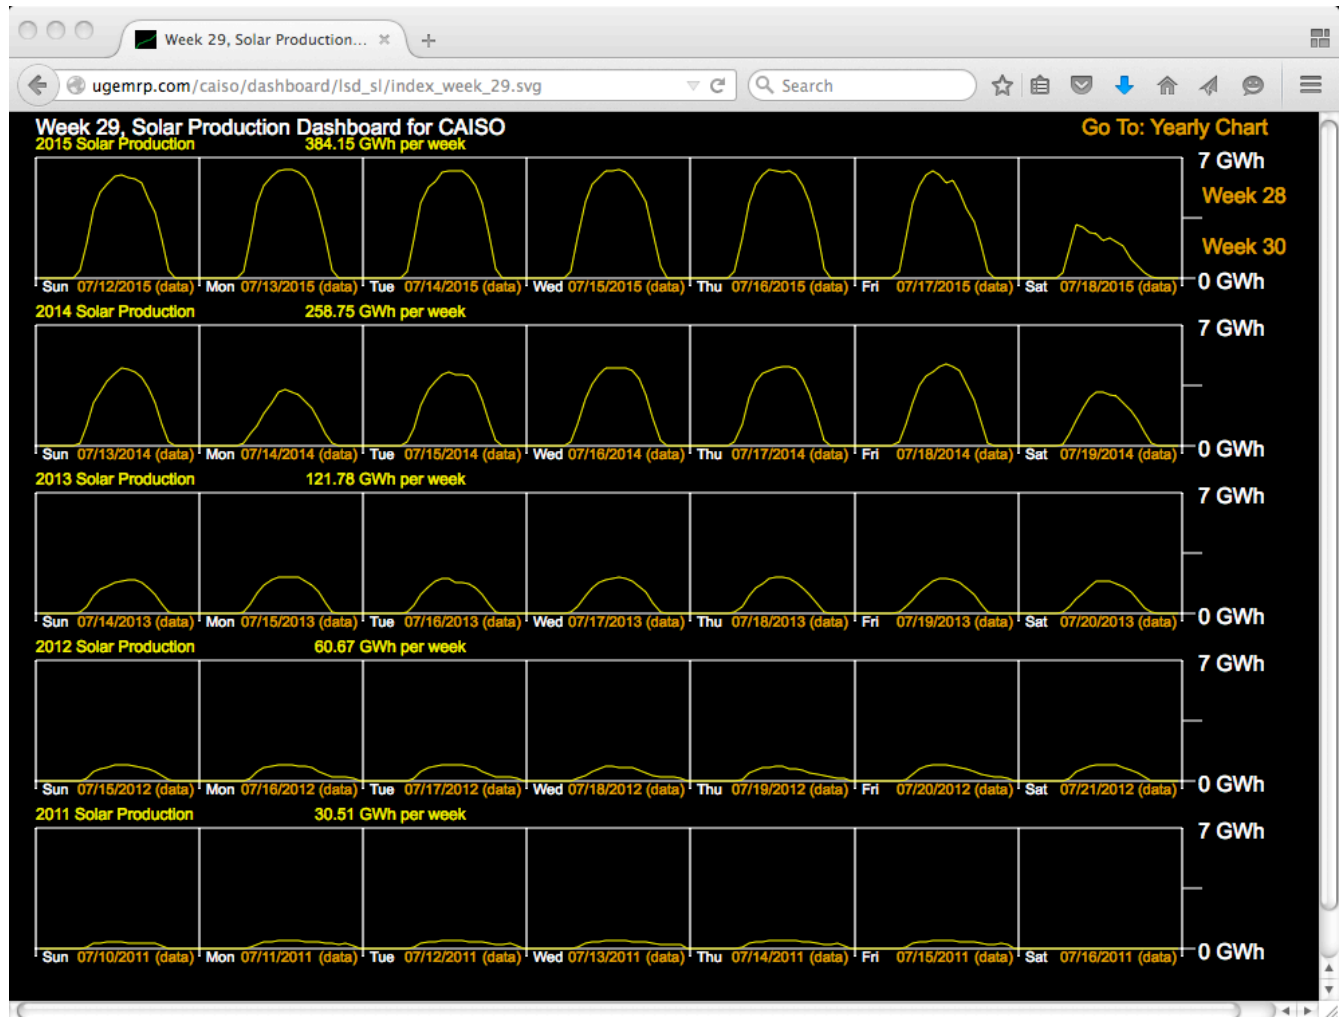 Week 29, Solar Production...
ugemrp.com/caiso/dashboard/lsd_sl/index_week_29.svg
Search
Week 29, Solar Production Dashboard for CAISO
Go To: Yearly Chart
2015 Solar Production 384.15 GWh per week
7 GWh
Week 28
Week 30
0 GWh
Sun 07/12/2015 (data) Mon 07/13/2015 (data) Tue 07/14/2015 (data) Wed 07/15/2015 (data) Thu 07/16/2015 (data) Fri 07/17/2015 (data) Sat 07/18/2015 (data)
2014 Solar Production 258.75 GWh per week
7 GWh
0 GWh
Sun 07/13/2014 (data) Mon 07/14/2014 (data) Tue 07/15/2014 (data) Wed 07/16/2014 (data) Thu 07/17/2014 (data) Fri 07/18/2014 (data) Sat 07/19/2014 (data)
2013 Solar Production 121.78 GWh per week
7 GWh
0 GWh
Sun 07/14/2013 (data) Mon 07/15/2013 (data) Tue 07/16/2013 (data) Wed 07/17/2013 (data) Thu 07/18/2013 (data) Fri 07/19/2013 (data) Sat 07/20/2013 (data)
2012 Solar Production 60.67 GWh per week
7 GWh
0 GWh
Sun 07/15/2012 (data) Mon 07/16/2012 (data) Tue 07/17/2012 (data) Wed 07/18/2012 (data) Thu 07/19/2012 (data) Fri 07/20/2012 (data) Sat 07/21/2012 (data)
2011 Solar Production 30.51 GWh per week
7 GWh
0 GWh
Sun 07/10/2011 (data) Mon 07/11/2011 (data) Tue 07/12/2011 (data) Wed 07/13/2011 (data) Thu 07/14/2011 (data) Fri 07/15/2011 (data) Sat 07/16/2011 (data)